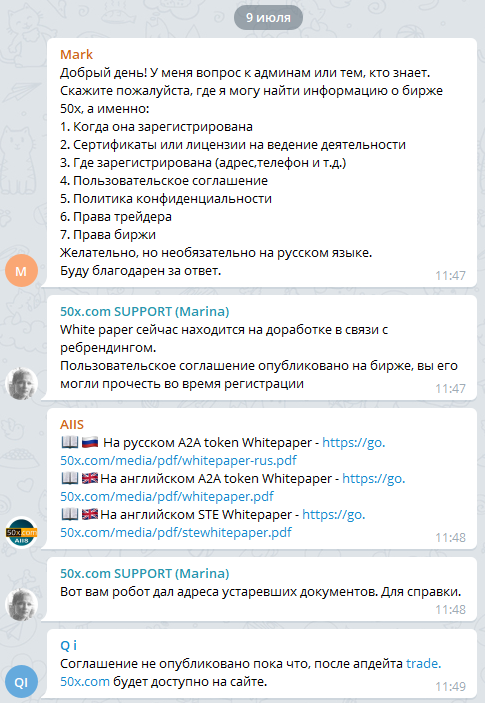 9 июля
Mark
Добрый день! У меня вопрос к админам или тем, кто знает.
Скажите пожалуйста, где я могу найти информацию о бирже
50x, а именно:
1. Когда она зарегистрирована
2. Сертификаты или лицензии на ведение деятельности
3. Где зарегистрирована (адрес,телефон и т.д.)
4. Пользовательское соглашение
5. Политика конфиденциальности
6. Права трейдера
7. Права биржи
Желательно, но необязательно на русском языке.
Буду благодарен за ответ.
M
11:47
50x.com SUPPORT (Marina)
White paper сейчас находится на доработке в связи с
ребрендингом.
Пользовательское соглашение опубликовано на бирже, вы его
могли прочесть во время регистрации
11:47
AIIS
📖🇷🇺 На русском A2A token Whitepaper - https://go.
50x.com/media/pdf/whitepaper-rus.pdf
📖🇬🇧На английском A2A token Whitepaper - https://go.
50x.com/media/pdf/whitepaper.pdf
📖🇬🇧На английском STE Whitepaper - https://go.
50x.com/media/pdf/stewhitepaper.pdf
50x.com
AIIS
11:48
50x.com SUPPORT (Marina)
Вот вам робот дал адреса устаревших документов. Для справки.
11:48
Q i
Соглашение не опубликовано пока что, после апдейта trade.
50x.com будет доступно на сайте.
QI
11:49